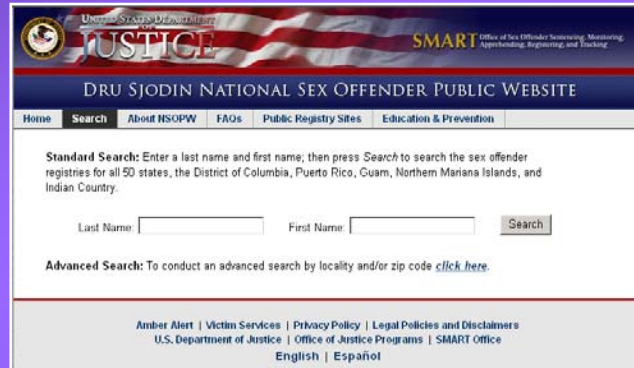 UNITED STATES DEPARTMENT
OF
JUSTICE
SMART Office of Sex Offender Sentencing, Monitoring,
Apprehending, Registering, and Tracking
DRU SJODIN NATIONAL SEX OFFENDER PUBLIC WEBSITE
Home Search About NSOPW FAQs Public Registry Sites Education & Prevention
Standard Search: Enter a last name and first name; then press Search to search the sex offender
registries for all 50 states, the District of Columbia, Puerto Rico, Guam, Northern Mariana Islands, and
Indian Country.
Last Name: First Name: Search
Advanced Search: To conduct an advanced search by locality and/or zip code click here.
Amber Alert | Victim Services | Privacy Policy | Legal Policies and Disclaimers
U.S. Department of Justice | Office of Justice Programs | SMART Office
English | Español